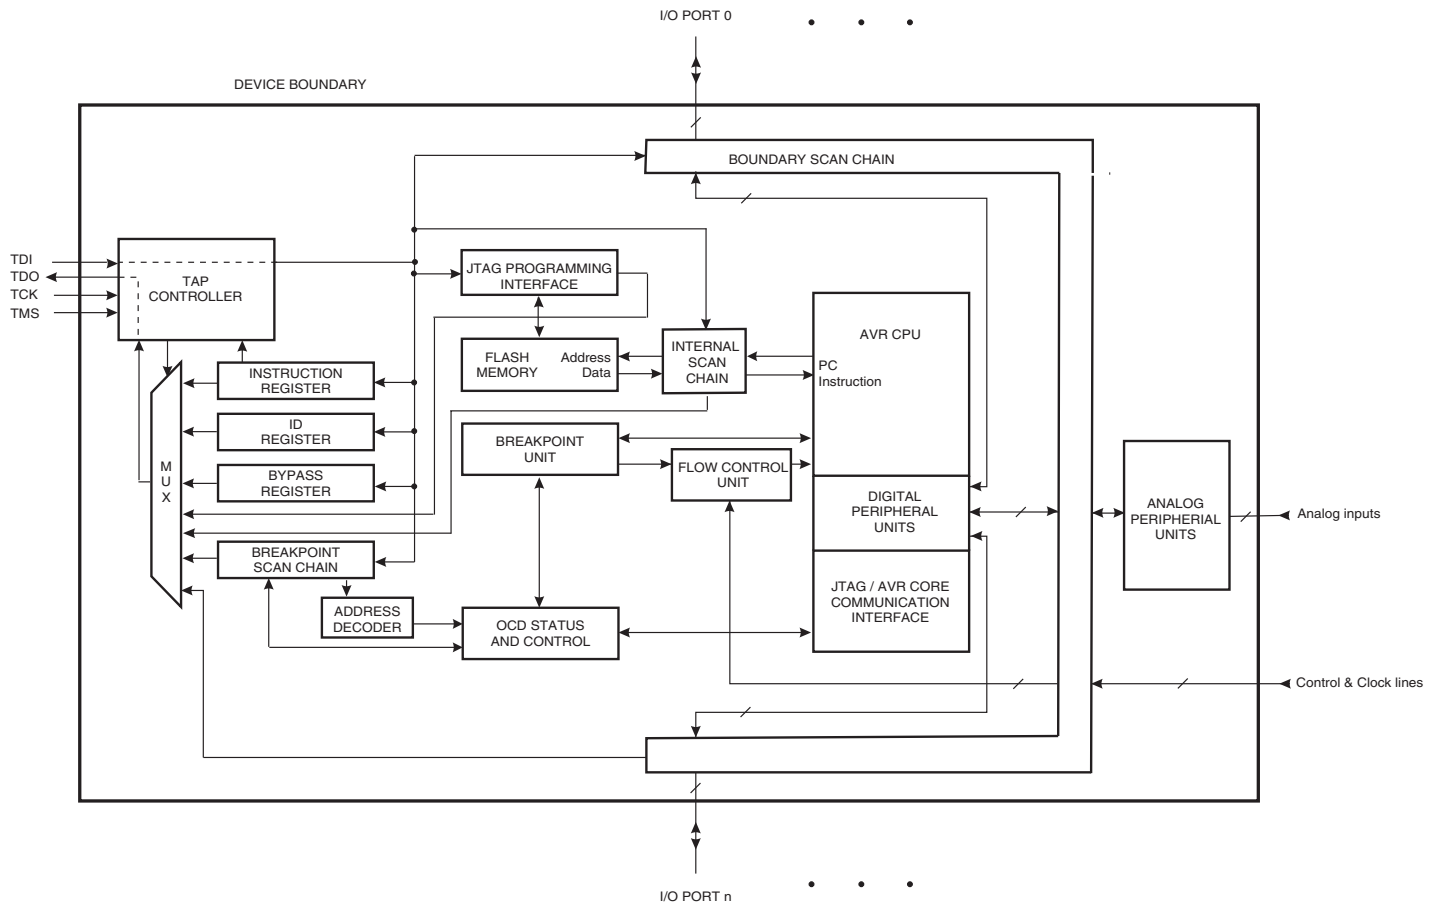 I/O PORT 0
DEVICE BOUNDARY
BOUNDARY SCAN CHAIN
TDI
TDO
TCK
TMS
TAP
CONTROLLER
JTAG PROGRAMMING
INTERFACE
AVR CPU
FLASH
MEMORY
Address
Data
INTERNAL
SCAN
CHAIN
PC
Instruction
INSTRUCTION
REGISTER
ID
REGISTER
BREAKPOINT
UNIT
FLOW CONTROL
UNIT
M
U
X
BYPASS
REGISTER
DIGITAL
PERIPHERAL
UNITS
ANALOG
PERIPHERIAL
UNITS
Analog inputs
BREAKPOINT
SCAN CHAIN
ADDRESS
DECODER
OCD STATUS
AND CONTROL
JTAG / AVR CORE
COMMUNICATION
INTERFACE
Control & Clock lines
I/O PORT n